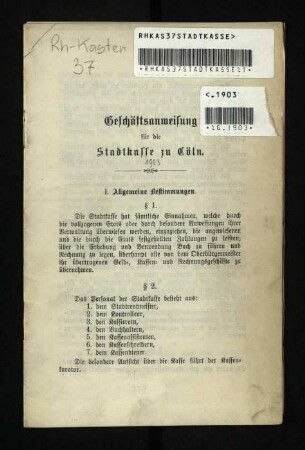 Rh-Kasten
37
RHKAS37STADTKASSE>
<RHKAS37STADTKASSE1>
<.1903
*SG.1903>
Geschäftsanweisung
für die
Stadtkasse zu Cöln.
1903
I. Allgemeine Bestimmungen.
§ 1.
Die Stadtkasse hat sämtliche Einnahmen, welche durch
die vollzogenen Etats oder durch besondere Anweisungen ihrer
Verwaltung überwiesen werden, einzuziehen, die angewiesenen
und die durch die Etats festgestellten Zahlungen zu leisten,
über die Erhebung und Verwendung Buch zu führen und
Rechnung zu legen, überhaupt alle vor dem Oberbürgermeister
ihr übertragenen Geld-, Kassen- und Rechnungsgeschäfte zu
übernehmen.
§ 2.
Das Personal der Stadtkasse besteht aus:
1. dem Stadtrentmeister,
2. dem Kontrolleur,
3. den Kassierern,
4. den Buchhaltern,
5. den Kassenassistenten,
6. den Kassenschreibern,
7. dem Kassendiener.
Die besondere Aufsicht über die Kasse führt der Kassen-
kurator.